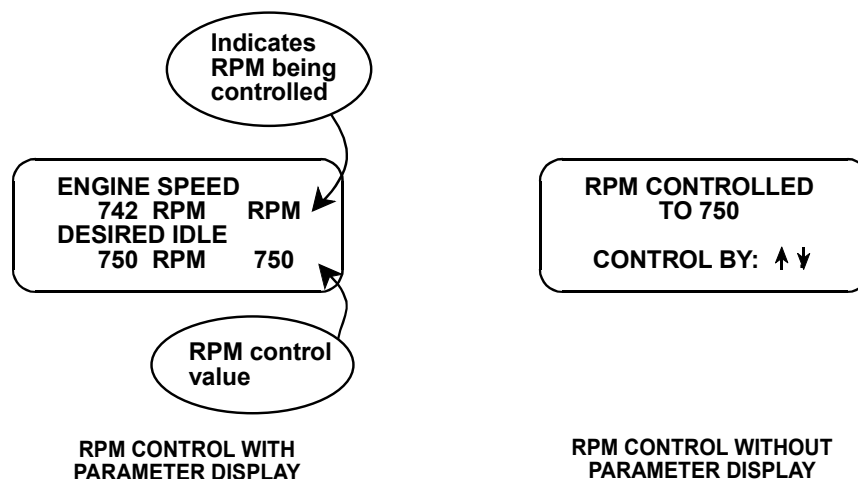 Indicates
RPM being
controlled
ENGINE SPEED
742 RPM RPM
DESIRED IDLE
750 RPM 750
RPM control
value
RPM CONTROL WITH
PARAMETER DISPLAY
RPM CONTROLLED
TO 750
CONTROL BY:
RPM CONTROL WITHOUT
PARAMETER DISPLAY